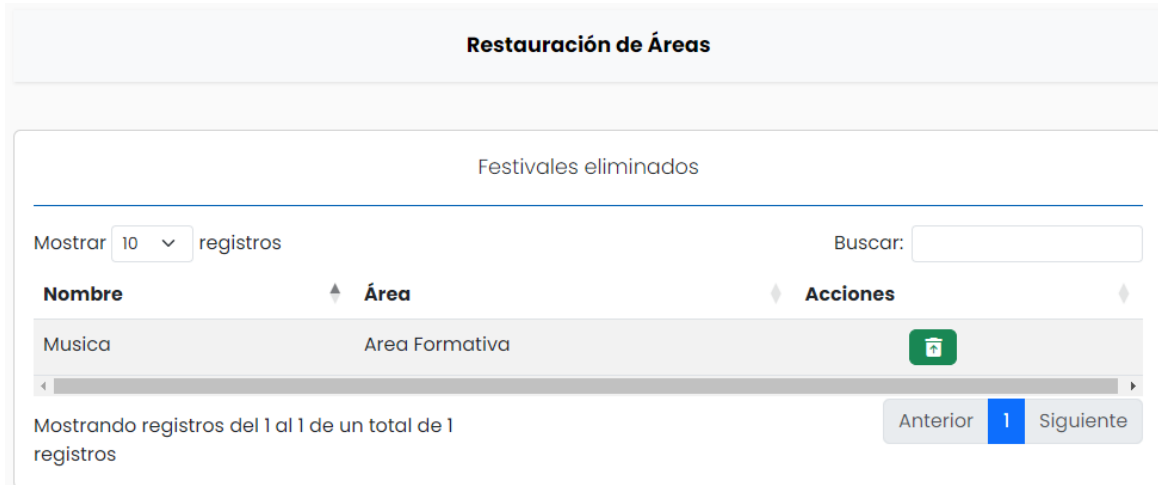 Restauración de Áreas
Festivales eliminados
Mostrar 10 registros Buscar:
Nombre Área Acciones
Musica Area Formativa
Mostrando registros del 1 al 1 de un total de 1
registros
Anterior 1 Siguiente